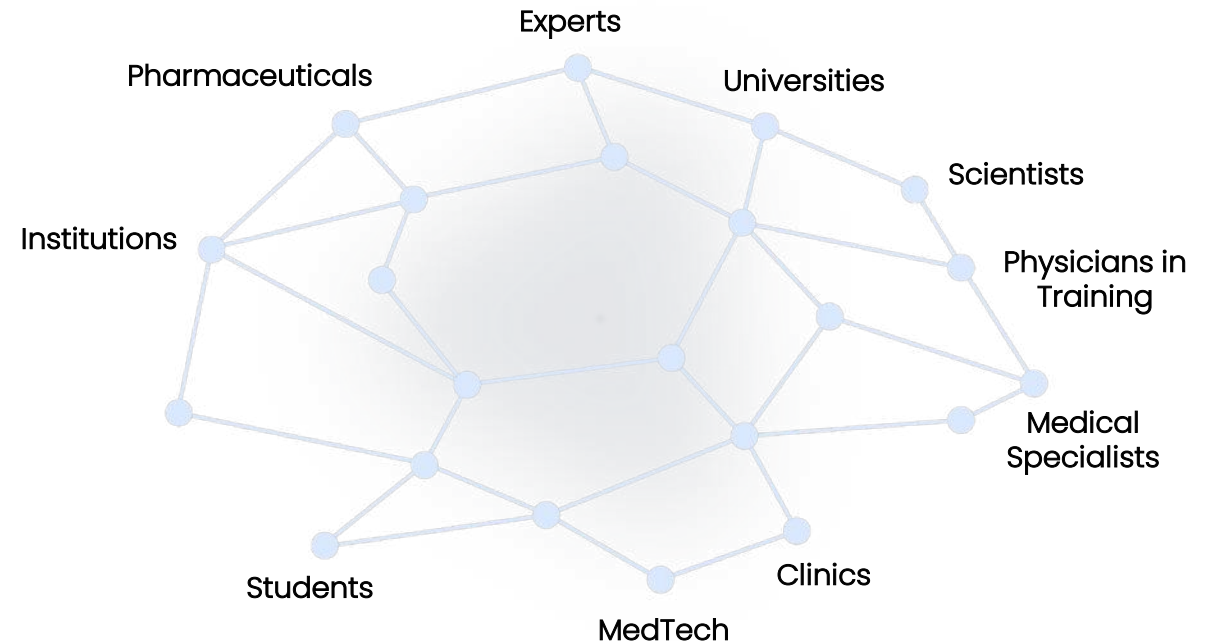 Experts
Pharmaceuticals
Universities
Scientists
Institutions
Physicians in
Training
Medical
Specialists
Clinics
Students
MedTech